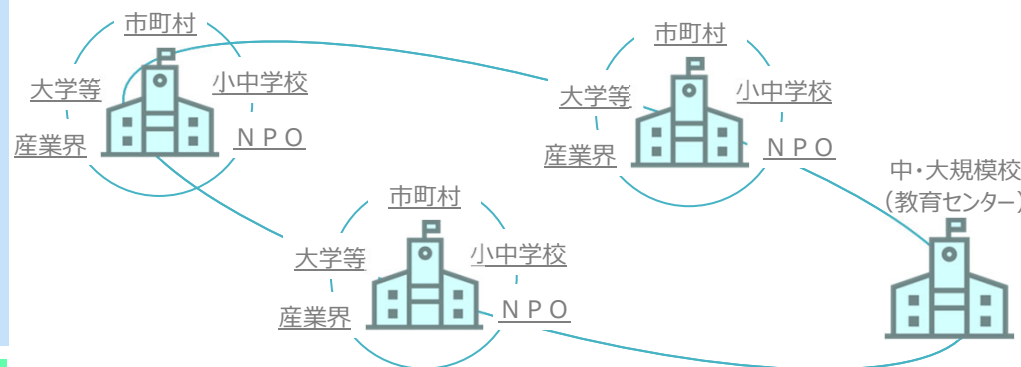 市町村
大学等
小中学校
産業界
ＮＰＯ
市町村
大学等
小中学校
産業界
ＮＰＯ
市町村
大学等
小中学校
産業界
ＮＰＯ
中・大規模校
（教育センター）